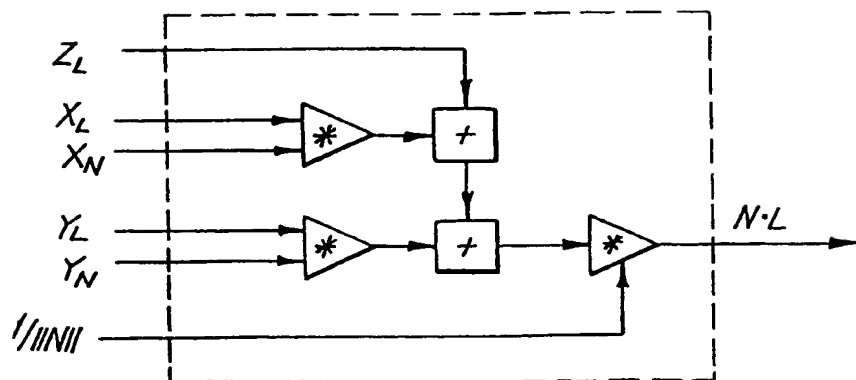 Z_L
X_L
*
+
X_N
Y_L
*
+
*
N·L
Y_N
1/||N||